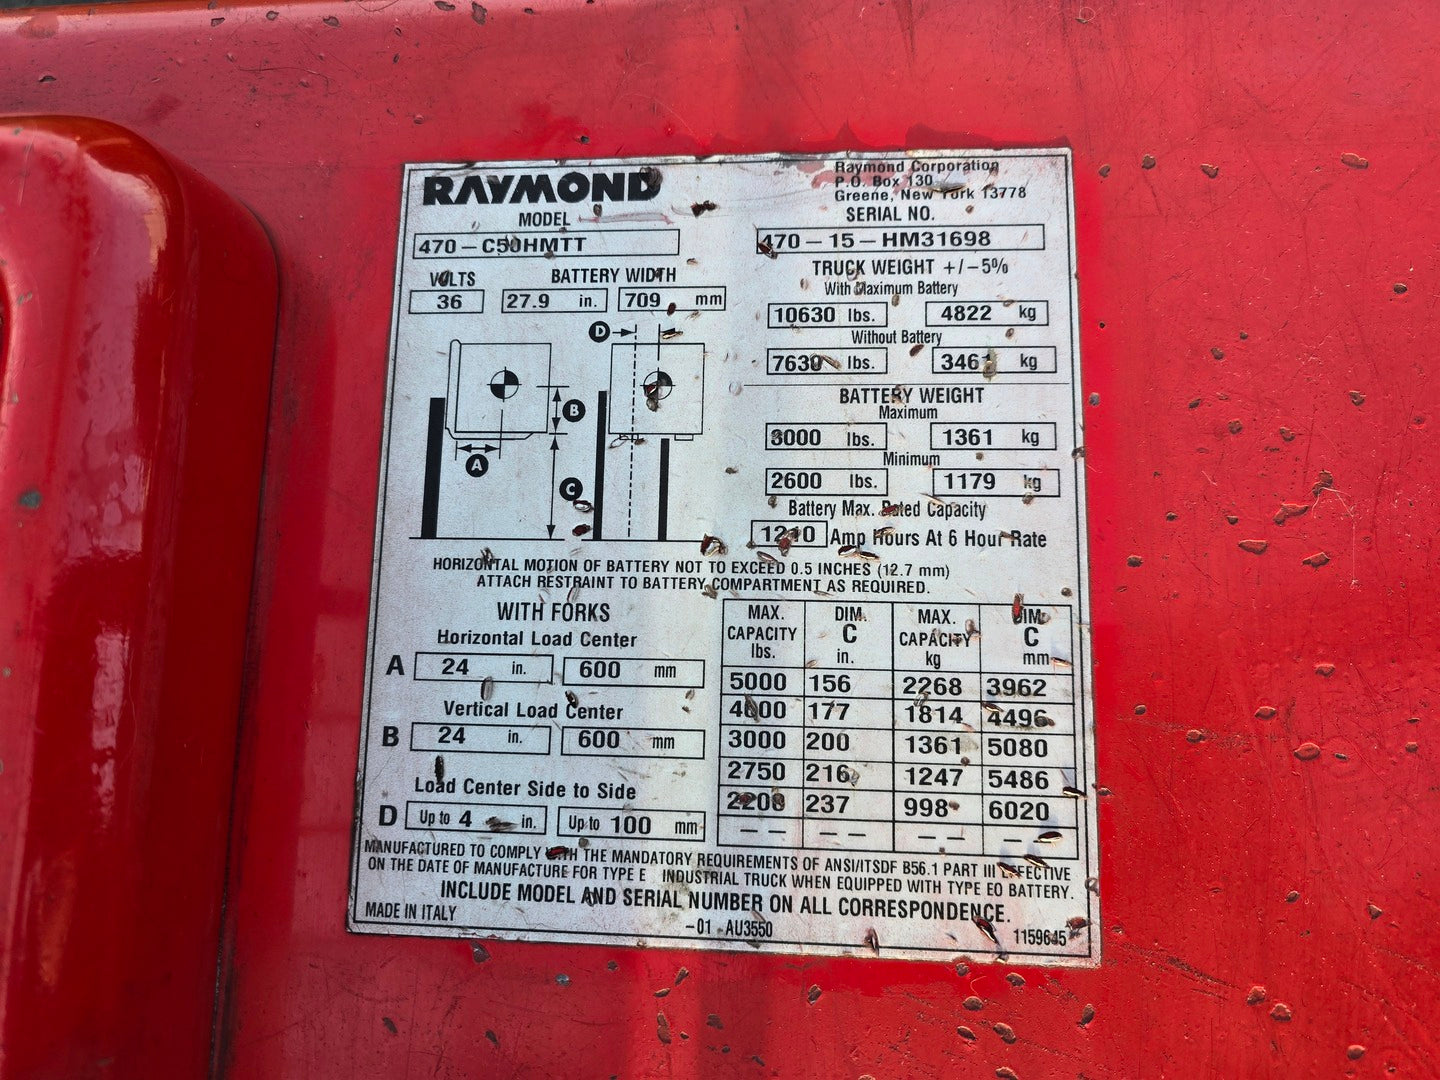 RAYMOND
Raymond Corporation
P.O. Box 130
Greene, New York 13778
MODEL
470-C50HMTT
SERIAL NO.
470-15-HM31698
VOLTS
36
BATTERY WIDTH
27.9 in. 709 mm
TRUCK WEIGHT +/-5%
With Maximum Battery
10630 lbs. 4822 kg
Without Battery
7630 lbs. 3461 kg
BATTERY WEIGHT
Maximum
3000 lbs. 1361 kg
Minimum
2600 lbs. 1179 kg
Battery Max. Rated Capacity
1210 Amp Hours At 6 Hour Rate
D
B
A
C
HORIZONTAL MOTION OF BATTERY NOT TO EXCEED 0.5 INCHES (12.7 mm)
ATTACH RESTRAINT TO BATTERY COMPARTMENT AS REQUIRED.
WITH FORKS
Horizontal Load Center
A 24 in. 600 mm
Vertical Load Center
B 24 in. 600 mm
Load Center Side to Side
D Up to 4 in. Up to 100 mm
MAX. CAPACITY lbs. DIM. C in. MAX. CAPACITY kg DIM. C mm
5000 156 2268 3962
4000 177 1814 4496
3000 200 1361 5080
2750 216 1247 5486
2200 237 998 6020
-- -- -- --
MANUFACTURED TO COMPLY WITH THE MANDATORY REQUIREMENTS OF ANSI/ITSDF B56.1 PART III EFFECTIVE
ON THE DATE OF MANUFACTURE FOR TYPE E INDUSTRIAL TRUCK WHEN EQUIPPED WITH TYPE EO BATTERY.
INCLUDE MODEL AND SERIAL NUMBER ON ALL CORRESPONDENCE.
MADE IN ITALY
-01 AU3550
1159645